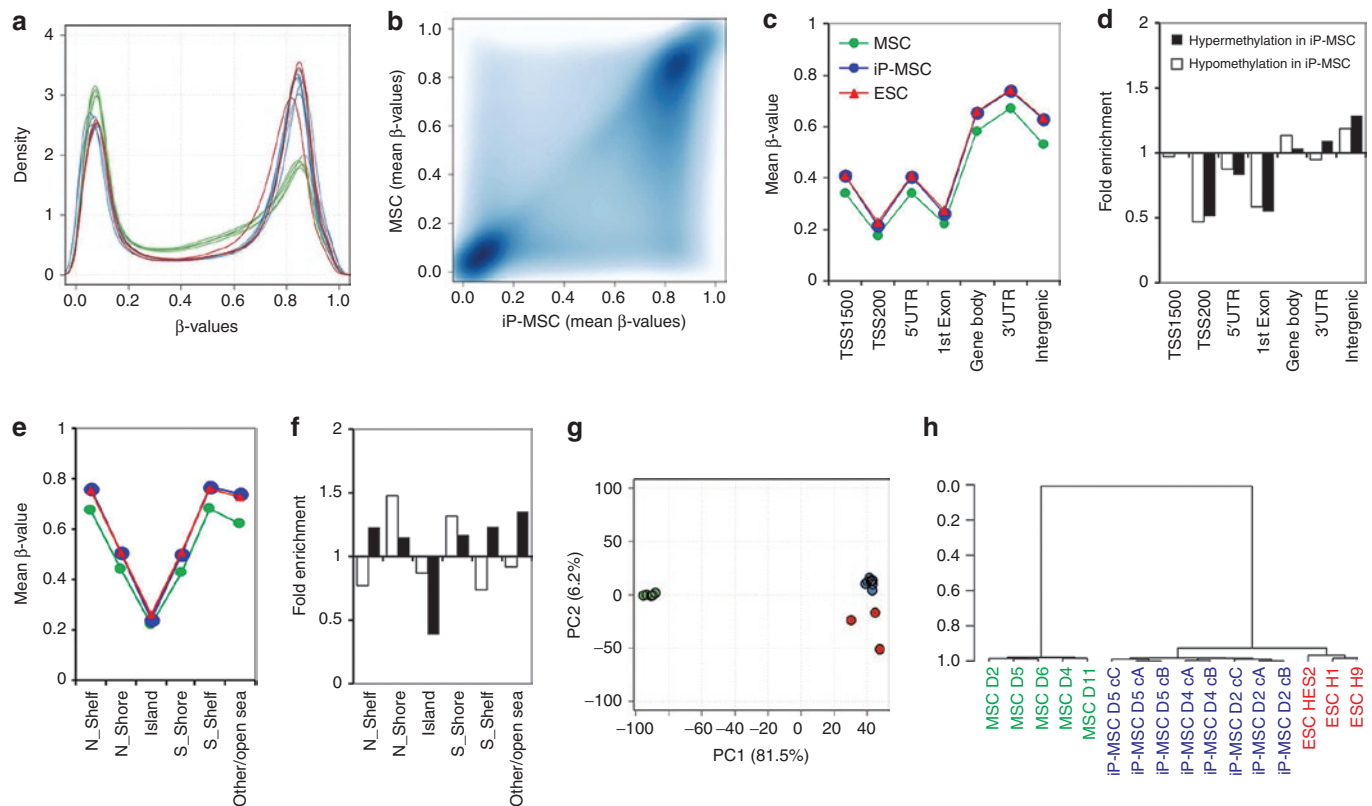 a
4
3
2
1
0
Density
0.0
0.2
0.4
0.6
0.8
1.0
β-values
b
1.0
0.8
0.6
0.4
0.2
0.0
MSC (mean β-values)
0.0
0.2
0.4
0.6
0.8
1.0
iP-MSC (mean β-values)
c
1
0.8
0.6
0.4
0.2
0
Mean β-value
MSC
iP-MSC
ESC
TSS1500
TSS200
5′UTR
1st Exon
Gene body
3′UTR
Intergenic
d
2
1.5
1
0.5
0
Fold enrichment
Hypermethylation in iP-MSC
Hypomethylation in iP-MSC
TSS1500
TSS200
5′UTR
1st Exon
Gene body
3′UTR
Intergenic
e
1
0.8
0.6
0.4
0.2
0
Mean β-value
N_Shelf
N_Shore
Island
S_Shore
S_Shelf
Other/open sea
f
2
1.5
1
0.5
0
Fold enrichment
N_Shelf
N_Shore
Island
S_Shore
S_Shelf
Other/open sea
g
100
50
0
−50
−100
PC2 (6.2%)
−100
−80
−60
−40
−20
0
20
40
PC1 (81.5%)
h
0.0
0.2
0.4
0.6
0.8
1.0
MSC D2
MSC D5
MSC D6
MSC D4
MSC D11
iP-MSC D5 cC
iP-MSC D5 cA
iP-MSC D5 cB
iP-MSC D4 cA
iP-MSC D4 cB
iP-MSC D2 cC
iP-MSC D2 cA
iP-MSC D2 cB
ESC HES2
ESC H1
ESC H9